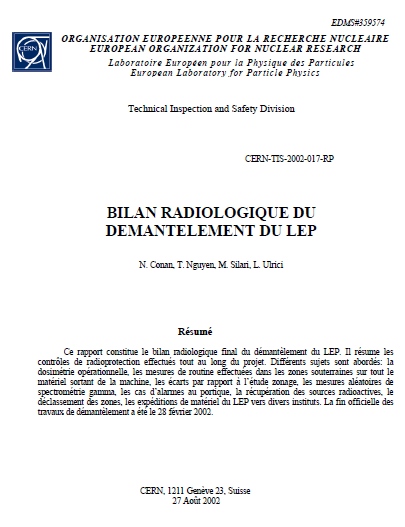 EDMS#359574
CERN
ORGANISATION EUROPEENNE POUR LA RECHERCHE NUCLEAIRE
EUROPEAN ORGANIZATION FOR NUCLEAR RESEARCH
Laboratoire Européen pour la Physique des Particules
European Laboratory for Particle Physics
Technical Inspection and Safety Division
CERN-TIS-2002-017-RP
BILAN RADIOLOGIQUE DU
DEMANTELEMENT DU LEP
N. Conan, T. Nguyen, M. Silari, L. Ulrici
Résumé
Ce rapport constitue le bilan radiologique final du démantèlement du LEP. Il résume les
contrôles de radioprotection effectués tout au long du projet. Différents sujets sont abordés: la
dosimétrie opérationnelle, les mesures de routine effectuées dans les zones souterraines sur tout le
matériel sortant de la machine, les écarts par rapport à l'étude zonage, les mesures aléatoires de
spectrométrie gamma, les cas d'alarmes au portique, la récupération des sources radioactives, le
déclassement des zones, les expéditions de matériel du LEP vers divers instituts. La fin officielle des
travaux de démantèlement a été le 28 février 2002.
CERN, 1211 Genève 23, Suisse
27 Août 2002